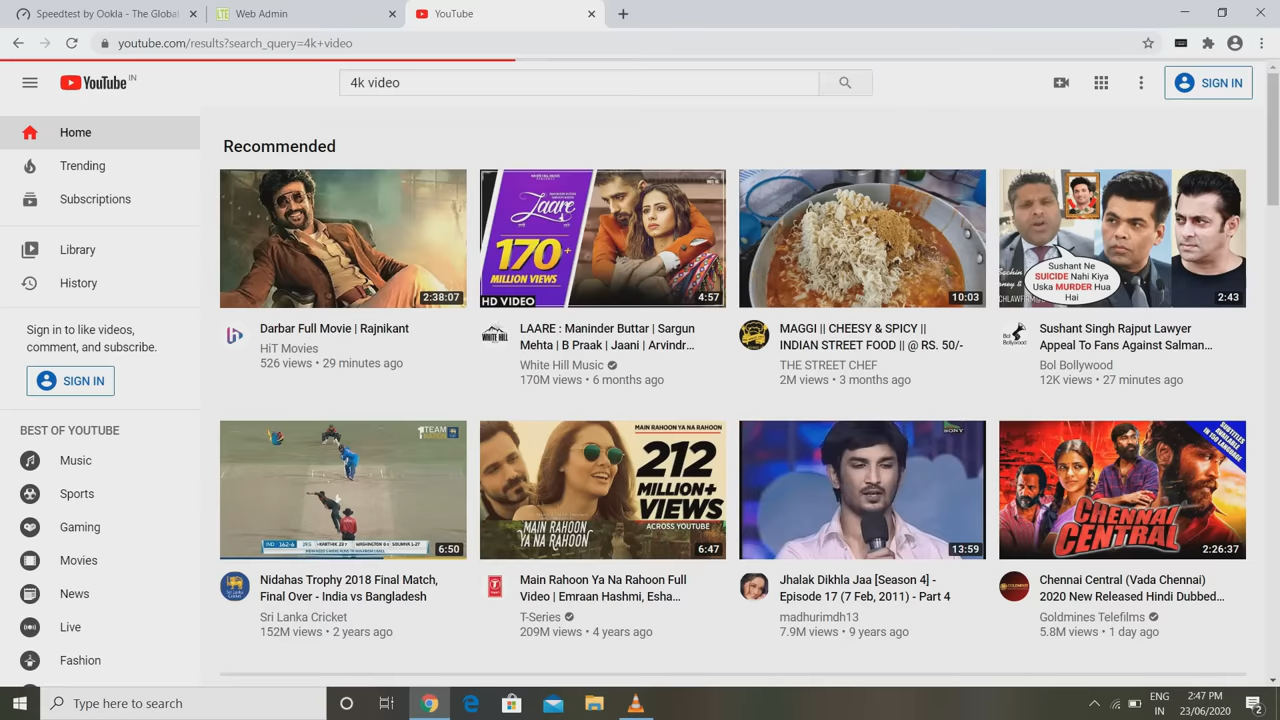 Speedtest by Ookla - The Global
Web Admin
YouTube
youtube.com/results?search_query=4k+video
YouTube IN
4k video
SIGN IN
Home
Trending
Subscriptions
Library
History
Sign in to like videos,
comment, and subscribe.
SIGN IN
BEST OF YOUTUBE
Music
Sports
Gaming
Movies
News
Live
Fashion
Recommended
2:38:07
Darbar Full Movie | Rajnikant
HiT Movies
526 views • 29 minutes ago
Laare
170+
MILLION VIEWS
HD VIDEO
4:57
LAARE : Maninder Buttar | Sargun
Mehta | B Praak | Jaani | Arvindr...
White Hill Music
170M views • 6 months ago
10:03
MAGGI || CHEESY & SPICY ||
INDIAN STREET FOOD || @ RS. 50/-
THE STREET CHEF
2M views • 3 months ago
Sushant Ne
SUICIDE Nahi Kiya
Uska MURDER Hua
Hai
2:43
Sushant Singh Rajput Lawyer
Appeal To Fans Against Salman...
Bol Bollywood
12K views • 27 minutes ago
6:50
Nidahas Trophy 2018 Final Match,
Final Over - India vs Bangladesh
Sri Lanka Cricket
152M views • 2 years ago
MAIN RAHOON YA NA RAHOON
212
MILLION+
VIEWS
ACROSS YOUTUBE
MAIN RAHOON
YA NA RAHOON
6:47
Main Rahoon Ya Na Rahoon Full
Video | Emraan Hashmi, Esha...
T-Series
209M views • 4 years ago
SONY
13:59
Jhalak Dikhla Jaa [Season 4] -
Episode 17 (7 Feb, 2011) - Part 4
madhurimdh13
7.9M views • 9 years ago
SUBTITLES
AVAILABLE
IN 150 LANGUAGE
CHENNAI
CENTRAL
2:26:37
Chennai Central (Vada Chennai)
2020 New Released Hindi Dubbed...
Goldmines Telefilms
5.8M views • 1 day ago
Type here to search
ENG
IN
2:47 PM
23/06/2020
2